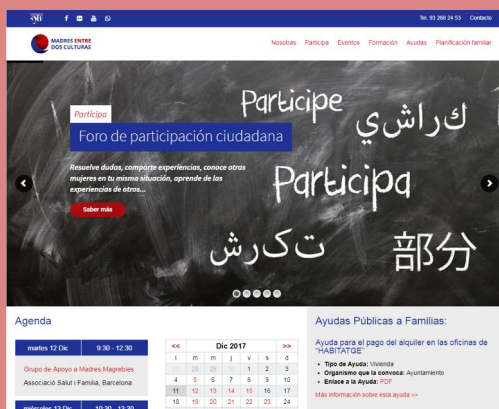 Tel. 93 268 24 53 Contacto
MADRES ENTRE
DOS CULTURAS
Nosotras Participa Eventos Formación Ayudas Planificación familiar
Participa
Foro de participación ciudadana
Resuelve dudas, comparte experiencias, conoce otras
mujeres en tu misma situación, aprende de las
experiencias de otros...
Saber más
Participe
كراشي
لدار
Participa
تكرش
部分
Agenda
martes 12 Dic 9:30 - 12:30
Grupo de Apoyo a Madres Magrebíes
Associació Salut i Familia, Barcelona
miércoles 13 Dic 10:30 - 13:30
<< Dic 2017 >>
l m m j v s d
27 28 29 30 1 2 3
4 5 6 7 8 9 10
11 12 13 14 15 16 17
18 19 20 21 22 23 24
Ayudas Públicas a Familias:
Ayuda para el pago del alquiler en las oficinas de
"HABITATGE"
• Tipo de Ayuda: Vivienda
• Organismo que la convoca: Ayuntamiento
• Enlace a la Ayuda: PDF
Más información sobre esta ayuda >>